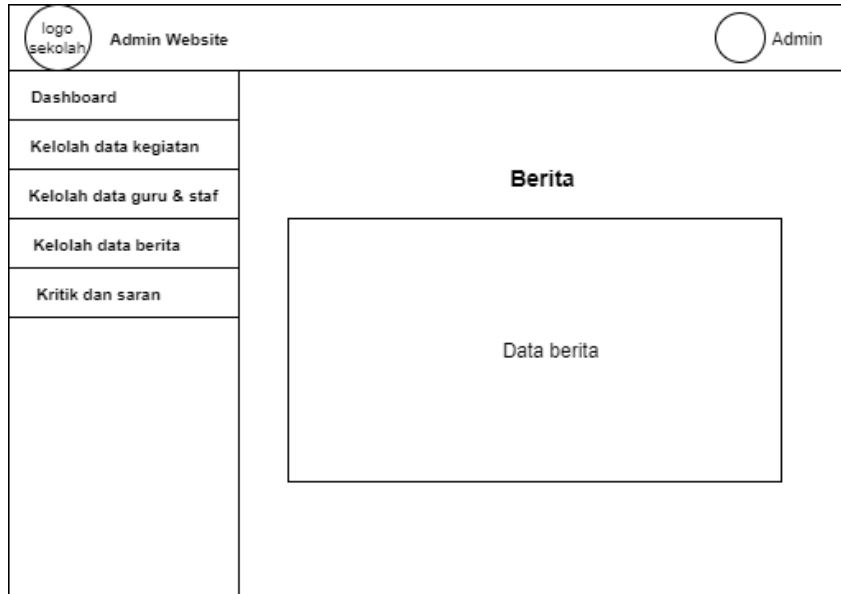 logo
sekolah
Admin Website
Admin
Dashboard
Kelolah data kegiatan
Kelolah data guru & staf
Kelolah data berita
Kritik dan saran
Berita
Data berita